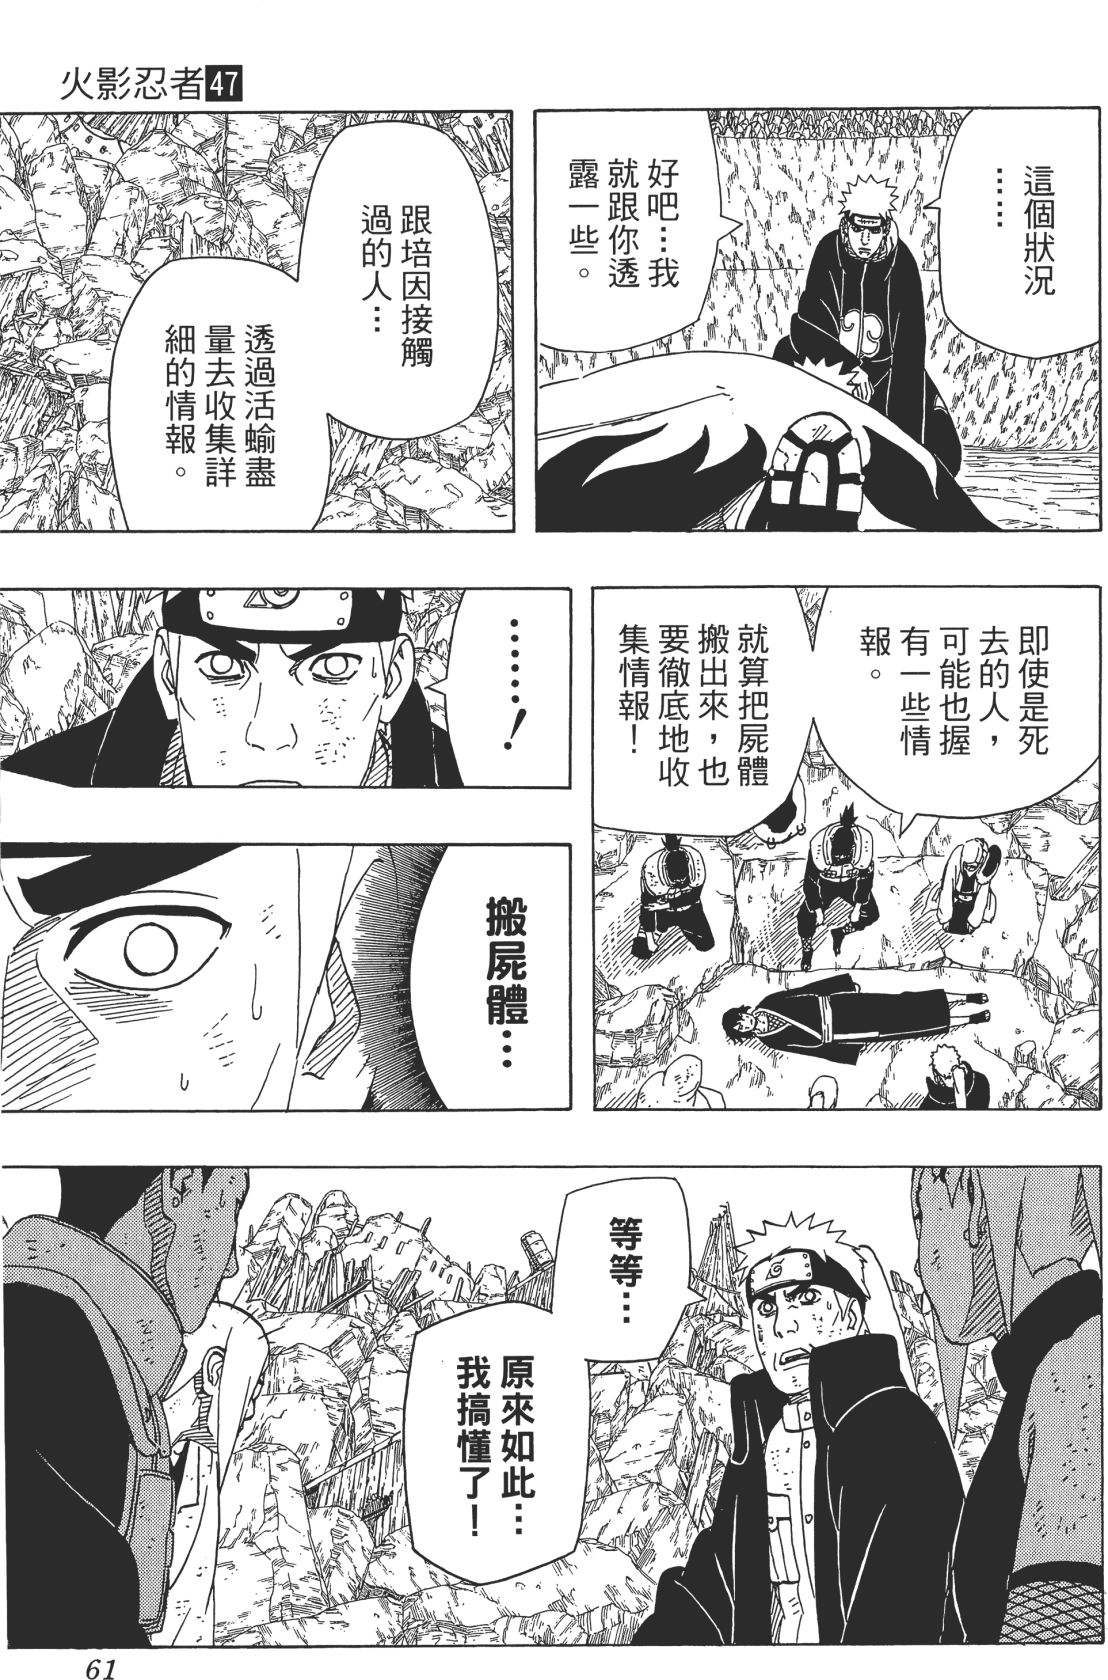 火影忍者47
這個狀況
……
好吧…我
就跟你透
露一些。
跟培因接觸
過的人…
透過活蝓盡
量去收集詳
細的情報。
即使是死
去的人，
可能也握
有一些情
報。
就算把屍體
搬出來，也
要徹底地收
集情報！
……！
搬屍體…
等等…
原來如此…
我搞懂了！
61